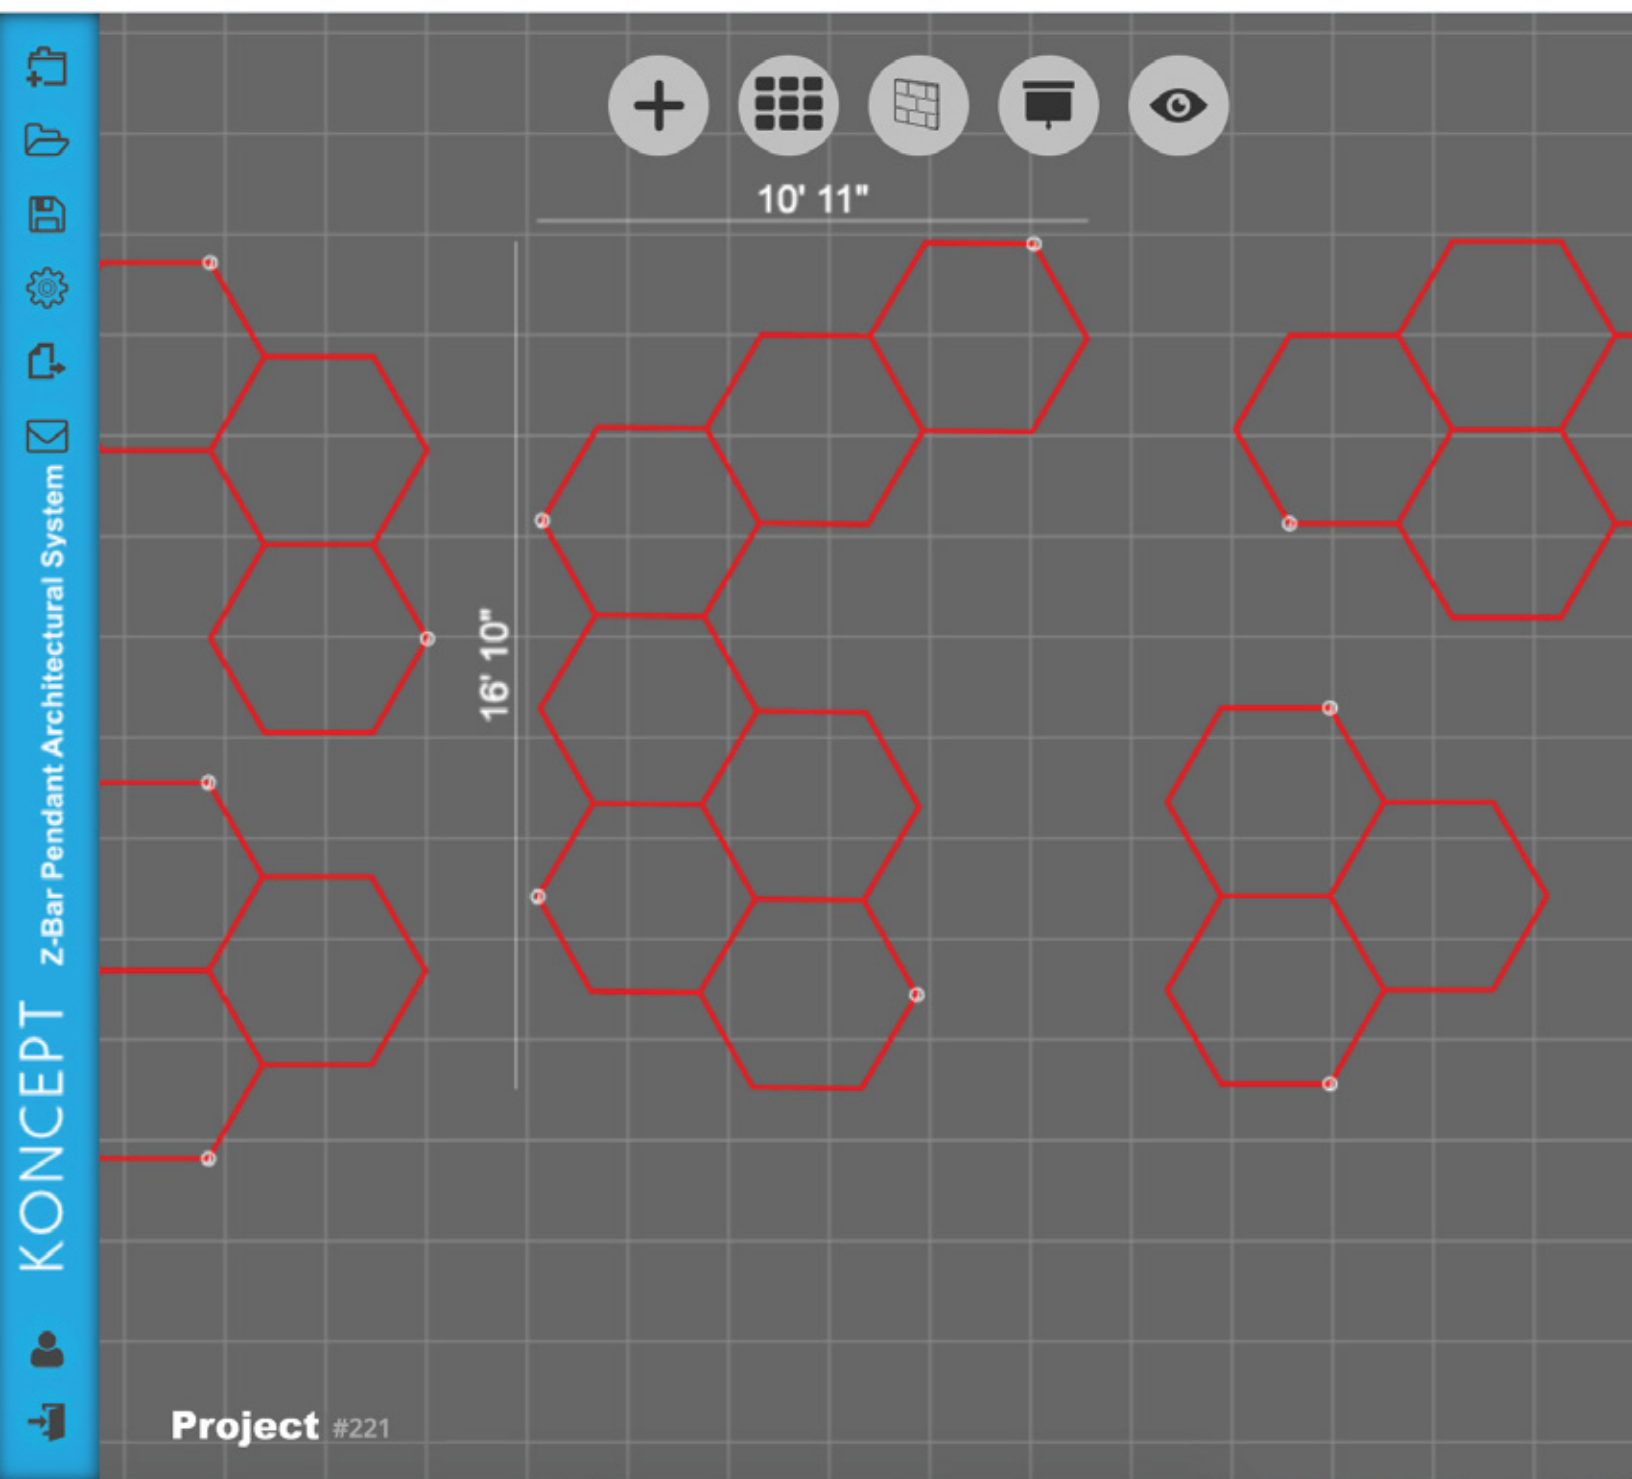 10' 11"
16' 10"
Z-Bar Pendant Architectural System
KONCEPT
Project #221